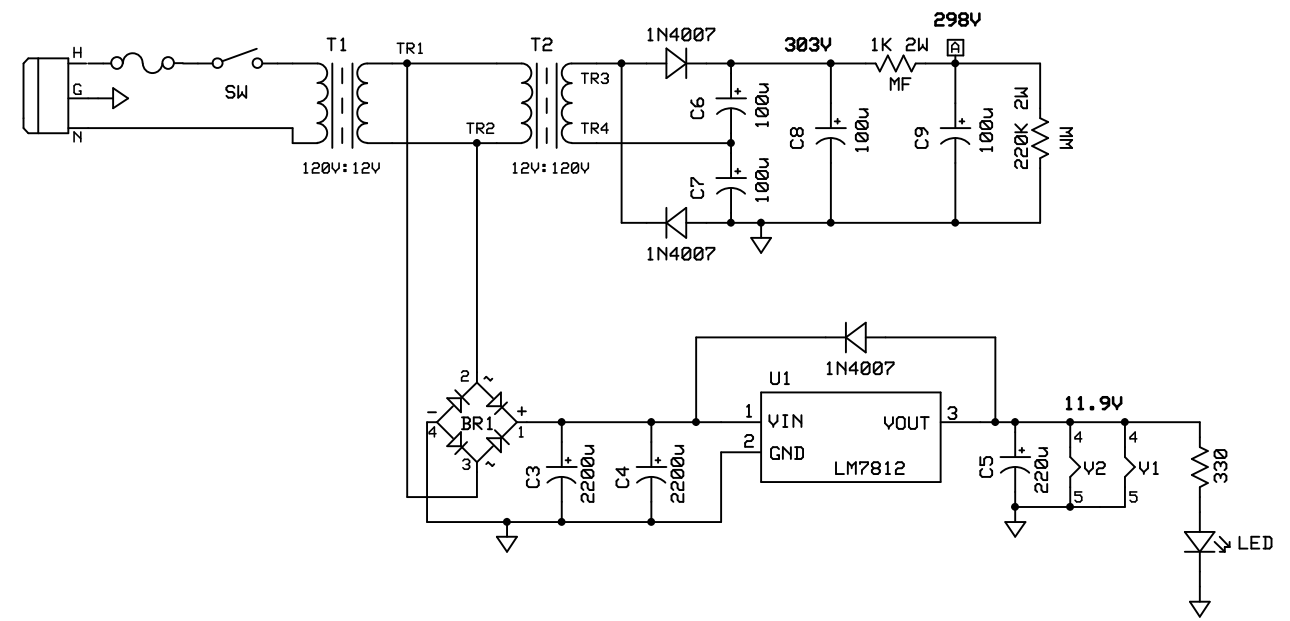 H
G
N
SW
T1
120V:12V
TR1
TR2
T2
12V:120V
TR3
TR4
1N4007
1N4007
C6
100u
C7
100u
303V
C8
100u
1K 2W
MF
298V
A
C9
100u
220K 2W
MM
2 ~
- +
4 BR1 1
3 ~
C3
2200u
C4
2200u
1N4007
U1
1 VIN VOUT 3
2 GND
LM7812
C5
220u
11.9V
4
V2
5
4
V1
5
330
LED